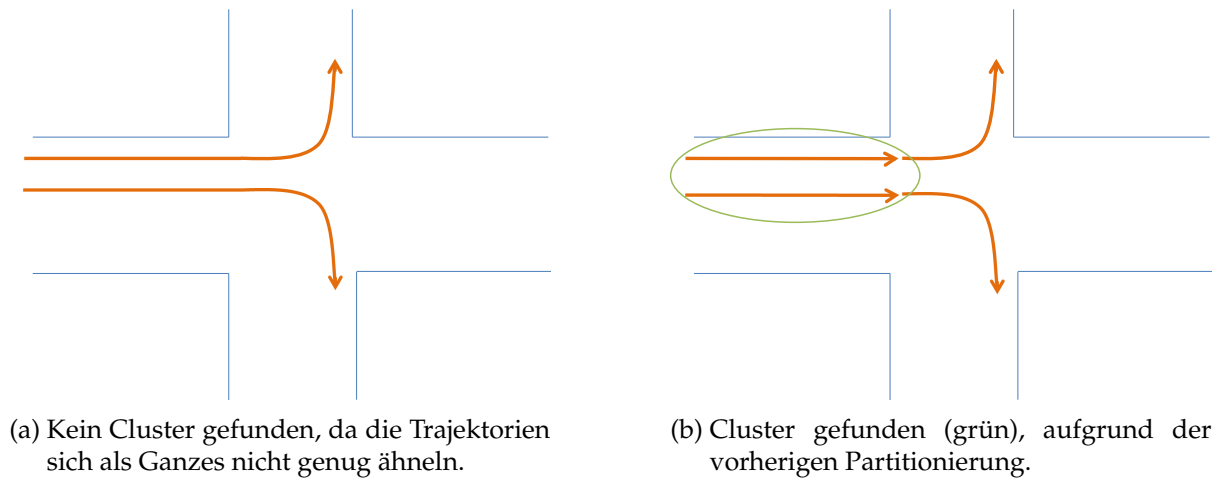 (a) Kein Cluster gefunden, da die Trajektorien
sich als Ganzes nicht genug ähneln.
(b) Cluster gefunden (grün), aufgrund der
vorherigen Partitionierung.